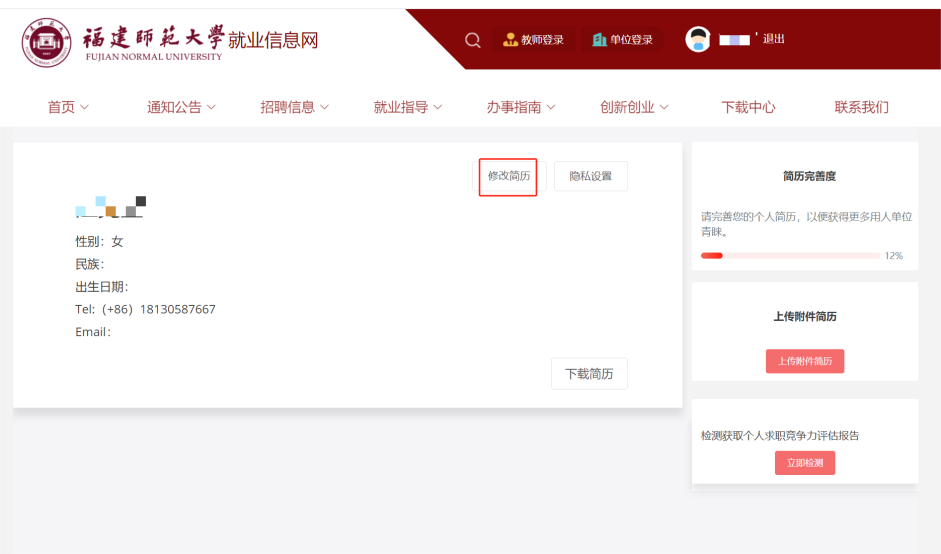 福建师范大学 就业信息网
FUJIAN NORMAL UNIVERSITY
教师登录 单位登录 退出
首页 通知公告 招聘信息 就业指导 办事指南 创新创业 下载中心 联系我们
修改简历 隐私设置
性别：女
民族：
出生日期：
Tel:（+86）18130587667
Email：
下载简历
简历完善度
请完善您的个人简历，以便获得更多用人单位
青睐。
12%
上传附件简历
上传附件简历
检测获取个人求职竞争力评估报告
立即检测